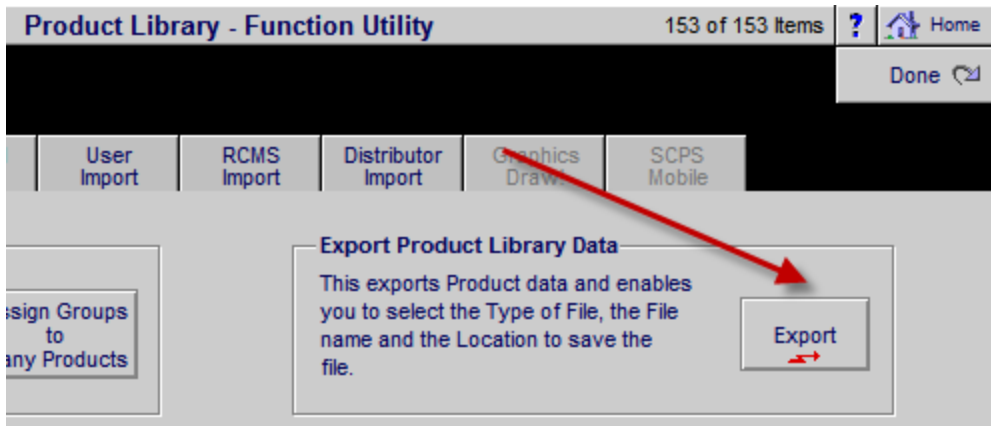 Product Library - Function Utility
153 of 153 Items
?
Home
Done
User
Import
RCMS
Import
Distributor
Import
Graphics
Draw!
SCPS
Mobile
Export Product Library Data
This exports Product data and enables
you to select the Type of File, the File
name and the Location to save the
file.
Export
ssign Groups
to
any Products